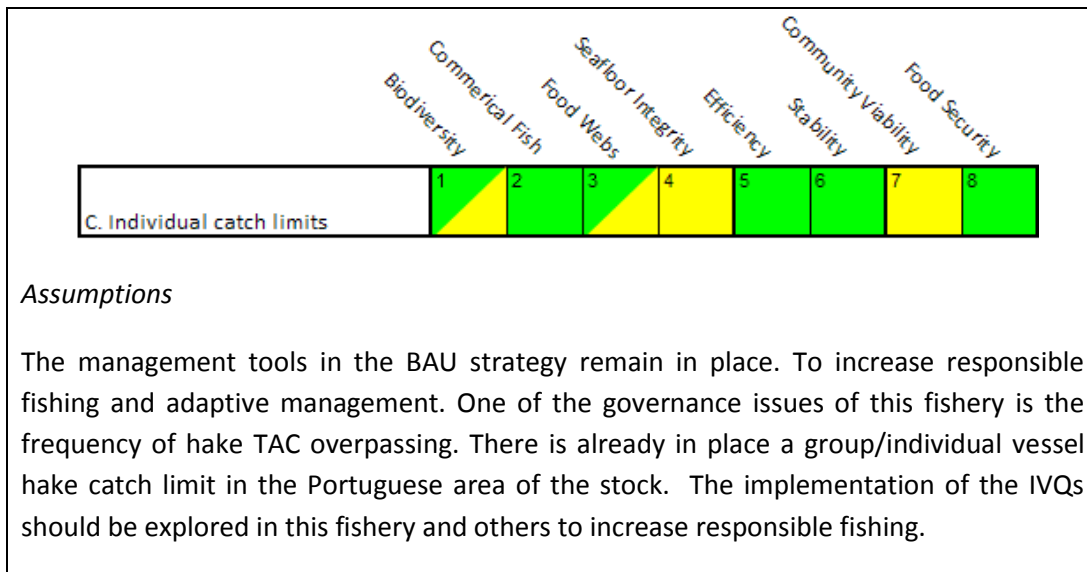 Biodiversity
Commerical Fish
Food Webs
Seafloor Integrity
Efficiency
Stability
Community Viability
Food Security
C. Individual catch limits 1 2 3 4 5 6 7 8
Assumptions
The management tools in the BAU strategy remain in place. To increase responsible
fishing and adaptive management. One of the governance issues of this fishery is the
frequency of hake TAC overpassing. There is already in place a group/individual vessel
hake catch limit in the Portuguese area of the stock. The implementation of the IVQs
should be explored in this fishery and others to increase responsible fishing.